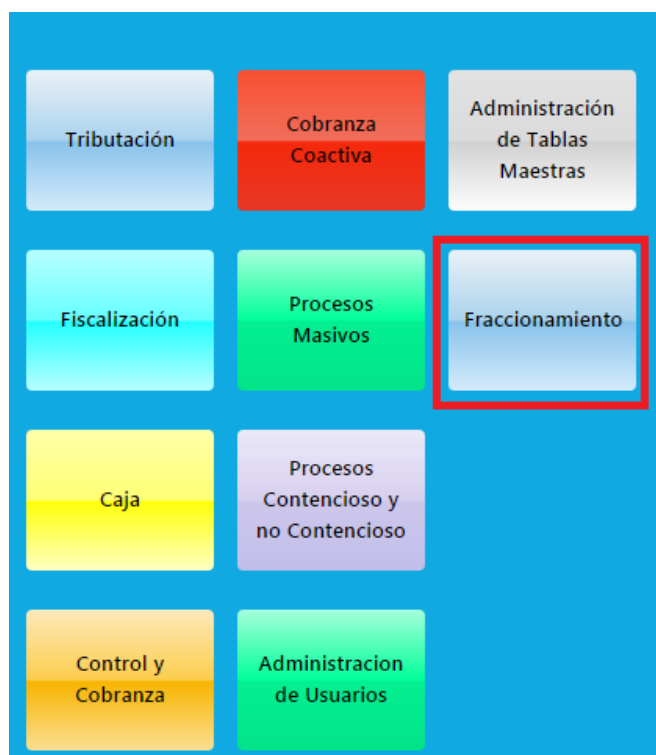 Tributación
Cobranza
Coactiva
Administración
de Tablas
Maestras
Fiscalización
Procesos
Masivos
Fraccionamiento
Caja
Procesos
Contencioso y
no Contencioso
Control y
Cobranza
Administracion
de Usuarios